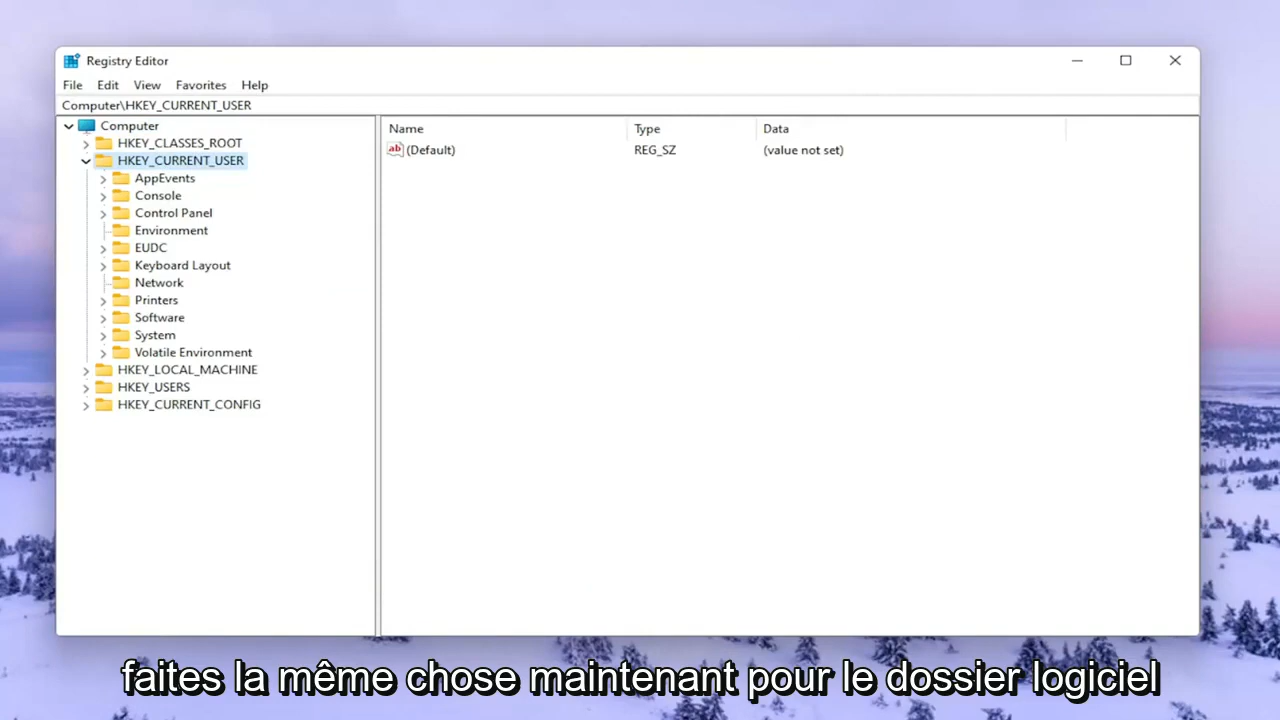 Registry Editor
File Edit View Favorites Help
Computer\HKEY_CURRENT_USER
Computer
HKEY_CLASSES_ROOT
HKEY_CURRENT_USER
AppEvents
Console
Control Panel
Environment
EUDC
Keyboard Layout
Network
Printers
Software
System
Volatile Environment
HKEY_LOCAL_MACHINE
HKEY_USERS
HKEY_CURRENT_CONFIG
Name Type Data
ab (Default) REG_SZ (value not set)
faites la même chose maintenant pour le dossier logiciel